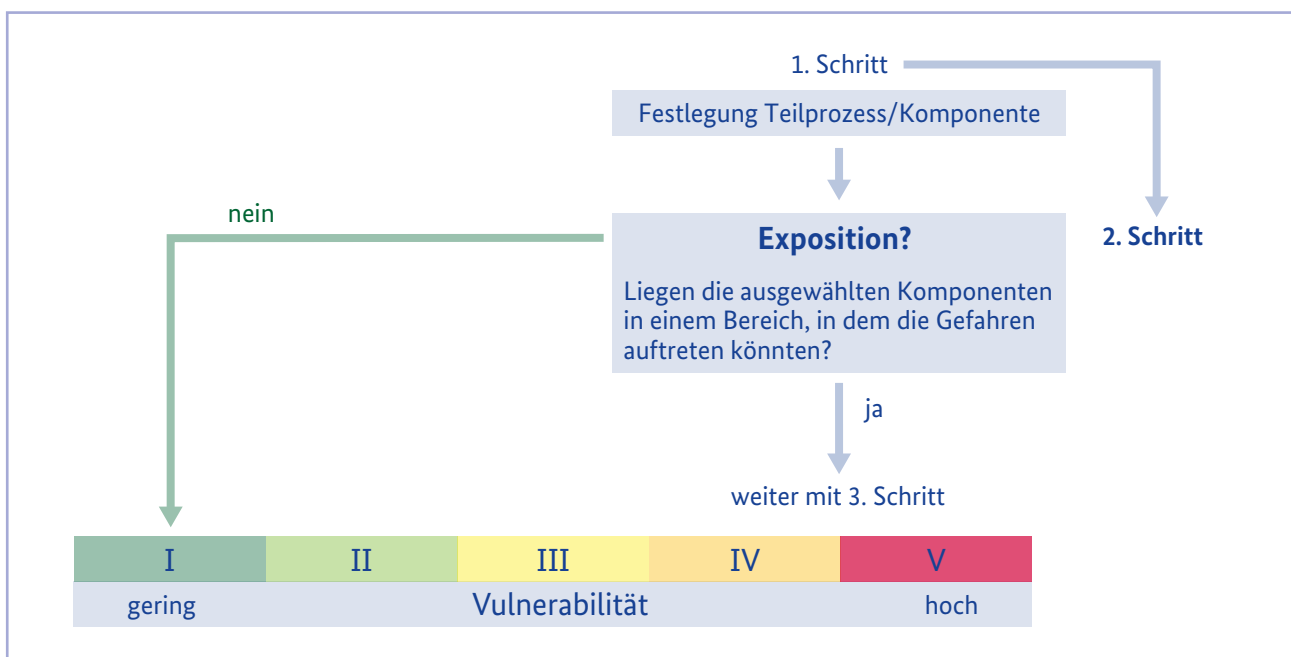 1. Schritt
Festlegung Teilprozess/Komponente
nein
Exposition?
2. Schritt
Liegen die ausgewählten Komponenten
in einem Bereich, in dem die Gefahren
auftreten könnten?
ja
weiter mit 3. Schritt
I II III IV V
gering Vulnerabilität hoch